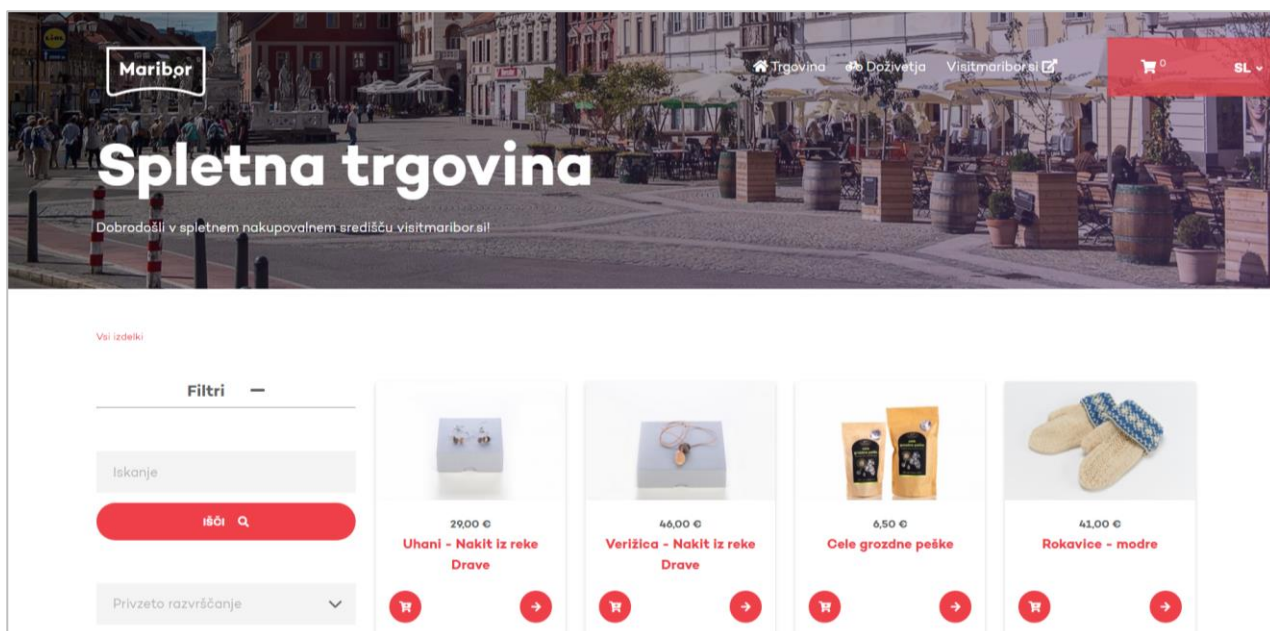 Maribor
Trgovina Doživetja Visitmaribor.si 0 SL
Spletna trgovina
Dobrodošli v spletnem nakupovalnem središču visitmaribor.si!
Vsi izdelki
Filtri
Iskanje
IŠČI
Privzeto razvrščanje
29,00 €
Uhani - Nakit iz reke
Drave
46,00 €
Verižica - Nakit iz reke
Drave
6,50 €
Cele grozdne peške
41,00 €
Rokavice - modre